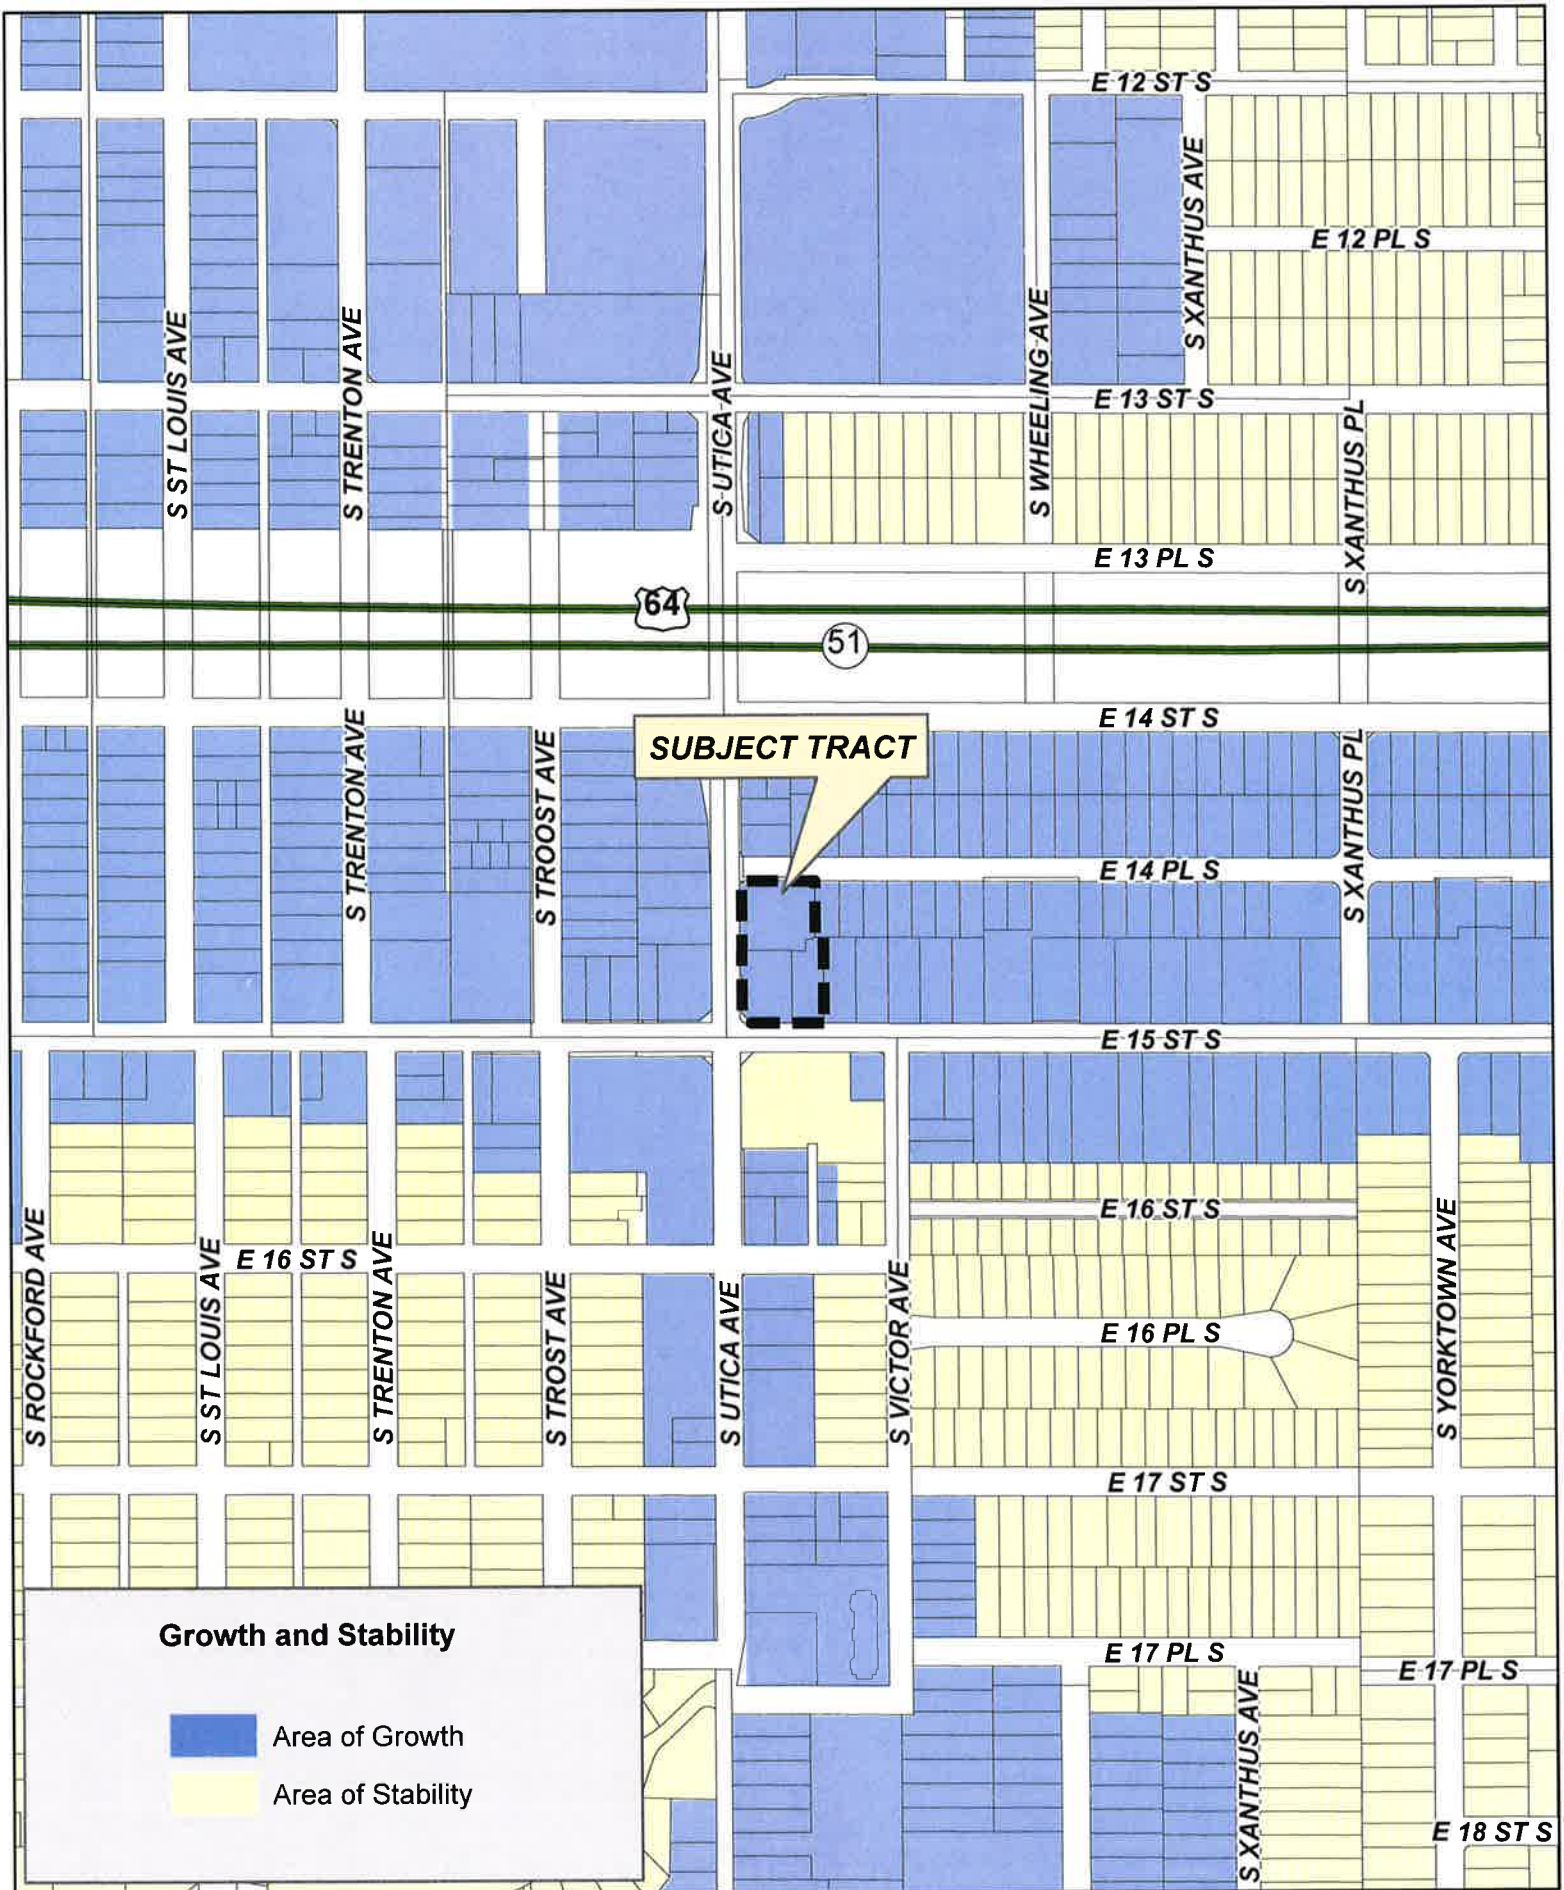 E 12 ST S
S XANTHUS AVE
E 12 PL S
S ST LOUIS AVE
S TRENTON AVE
S UTICA AVE
S WHEELING AVE
E 13 ST S
S XANTHUS PL
E 13 PL S
64
51
E 14 ST S
SUBJECT TRACT
S TRENTON AVE
S TROOST AVE
S XANTHUS PL
E 14 PL S
E 15 ST S
E 16 ST S
S ROCKFORD AVE
S ST LOUIS AVE
E 16 ST S
S TRENTON AVE
S TROST AVE
S UTICA AVE
S VICTOR AVE
E 16 PL S
S YORKTOWN AVE
E 17 ST S
Growth and Stability
E 17 PL S
E 17 PL S
S XANTHUS AVE
Area of Growth
Area of Stability
E 18 ST S